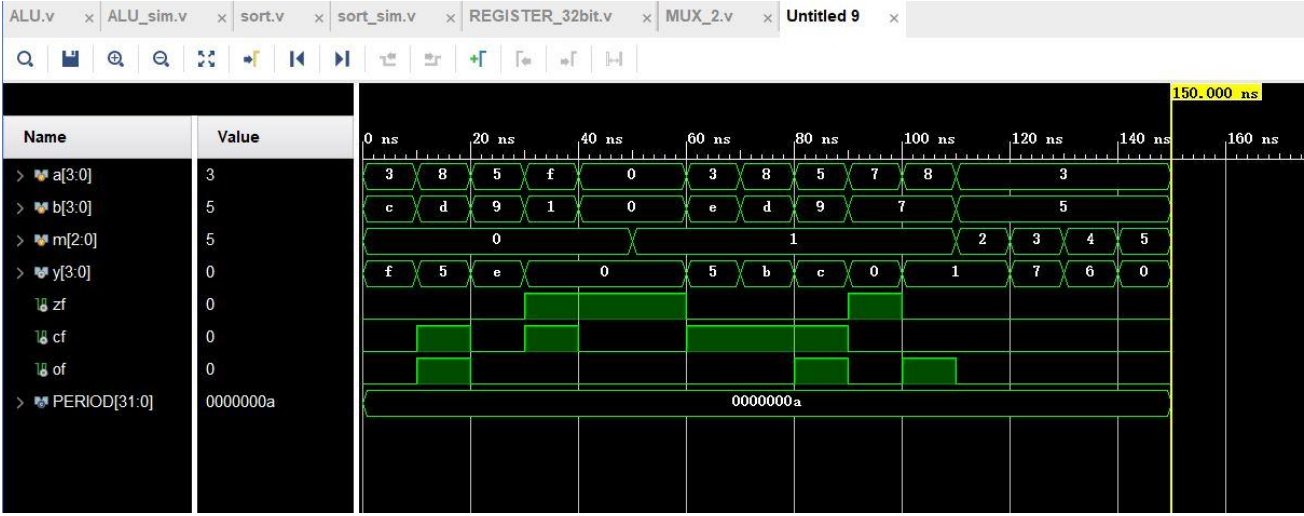 ALU.v × ALU_sim.v × sort.v × sort_sim.v × REGISTER_32bit.v × MUX_2.v × Untitled 9 ×
150.000 ns
Name Value 0 ns 20 ns 40 ns 60 ns 80 ns 100 ns 120 ns 140 ns 160 ns
a[3:0] 3 3 8 5 f 0 3 8 5 7 8 3
b[3:0] 5 c d 9 1 0 e d 9 7 5
m[2:0] 5 0 1 2 3 4 5
y[3:0] 0 f 5 e 0 5 b c 0 1 7 6 0
zf 0
cf 0
of 0
PERIOD[31:0] 0000000a 0000000a